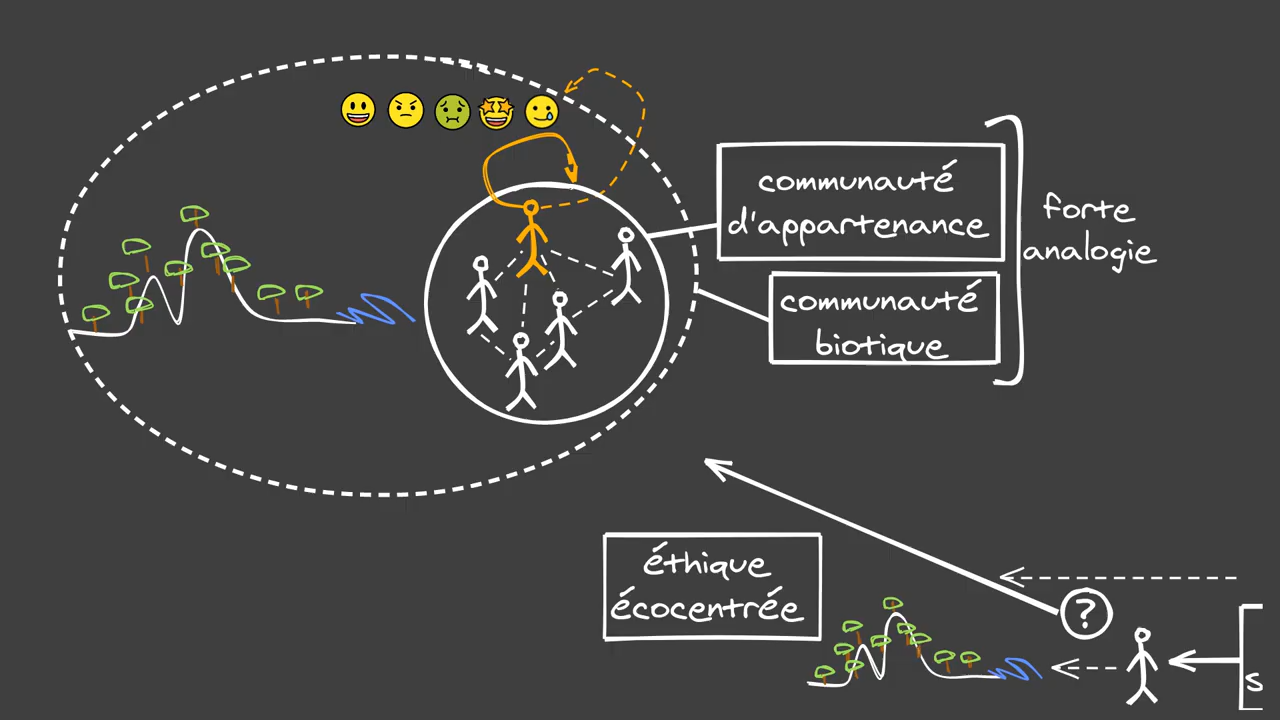 communauté
d'appartenance
communauté
biotique
forte
analogie
éthique
écocentrée
?
s